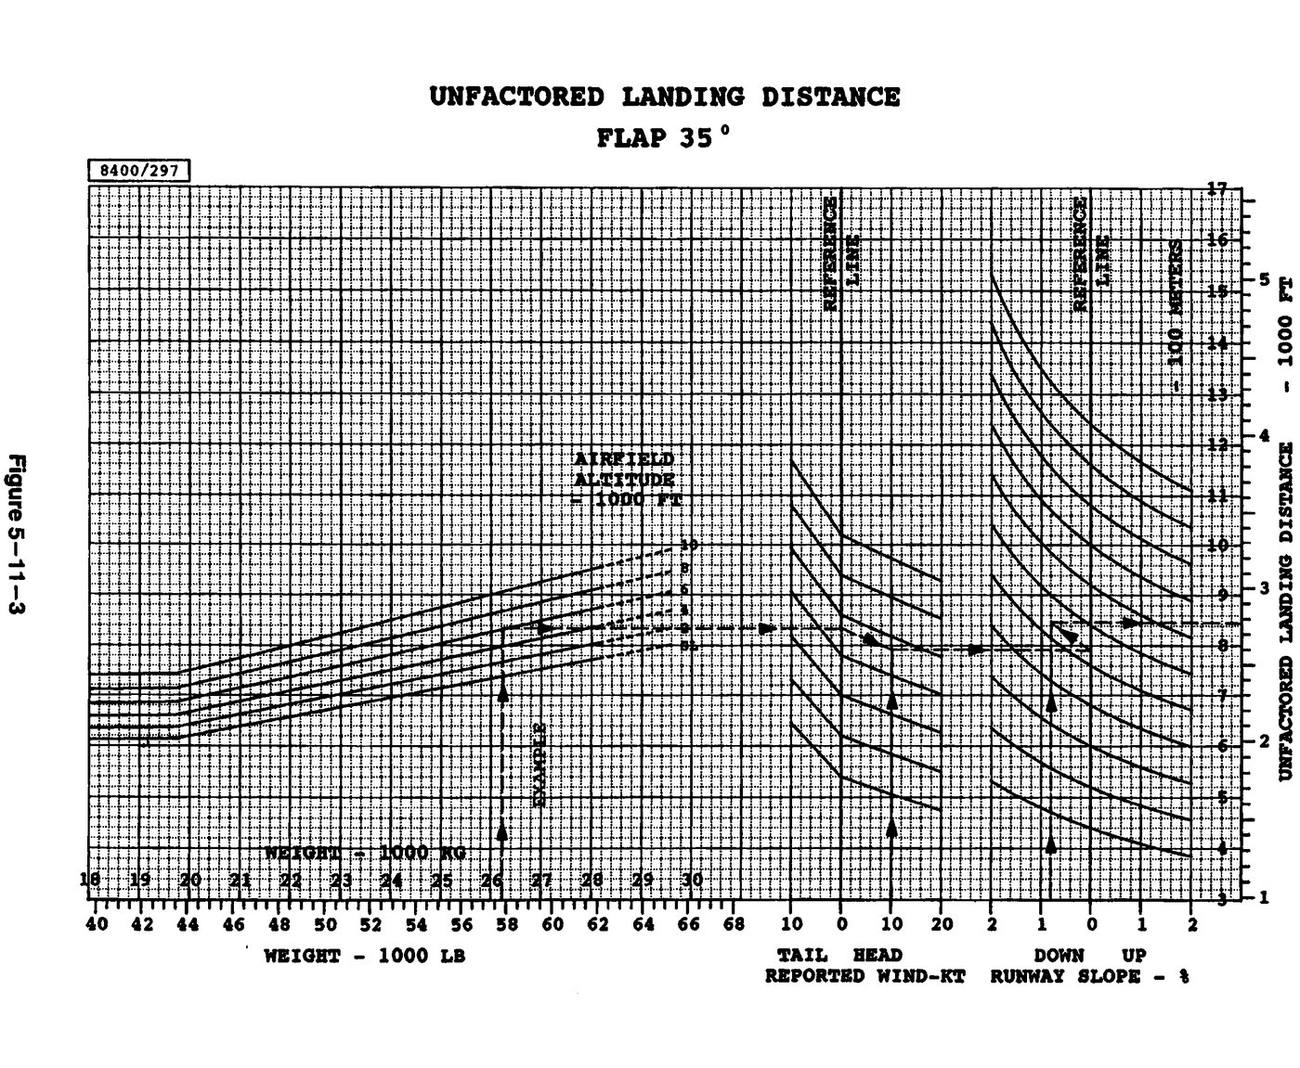 UNFACTORED LANDING DISTANCE
FLAP 35°
8400/297
REFERENCE
LINE
REFERENCE
LINE
- 100 METERS
17
16
15
14
13
12
11
10
9
8
7
6
5
4
3
5
4
3
2
1
UNFACTORED LANDING DISTANCE - 1000 FT
AIRFIELD
ALTITUDE
- 1000 FT
10
8
6
4
EXAMPLE
WEIGHT - 1000 KG
18 19 20 21 22 23 24 25 26 27 28 29 30
40 42 44 46 48 50 52 54 56 58 60 62 64 66 68 10 0 10 20 2 1 0 1 2
WEIGHT - 1000 LB
TAIL HEAD
REPORTED WIND-KT
DOWN UP
RUNWAY SLOPE - %
Figure 5-11-3